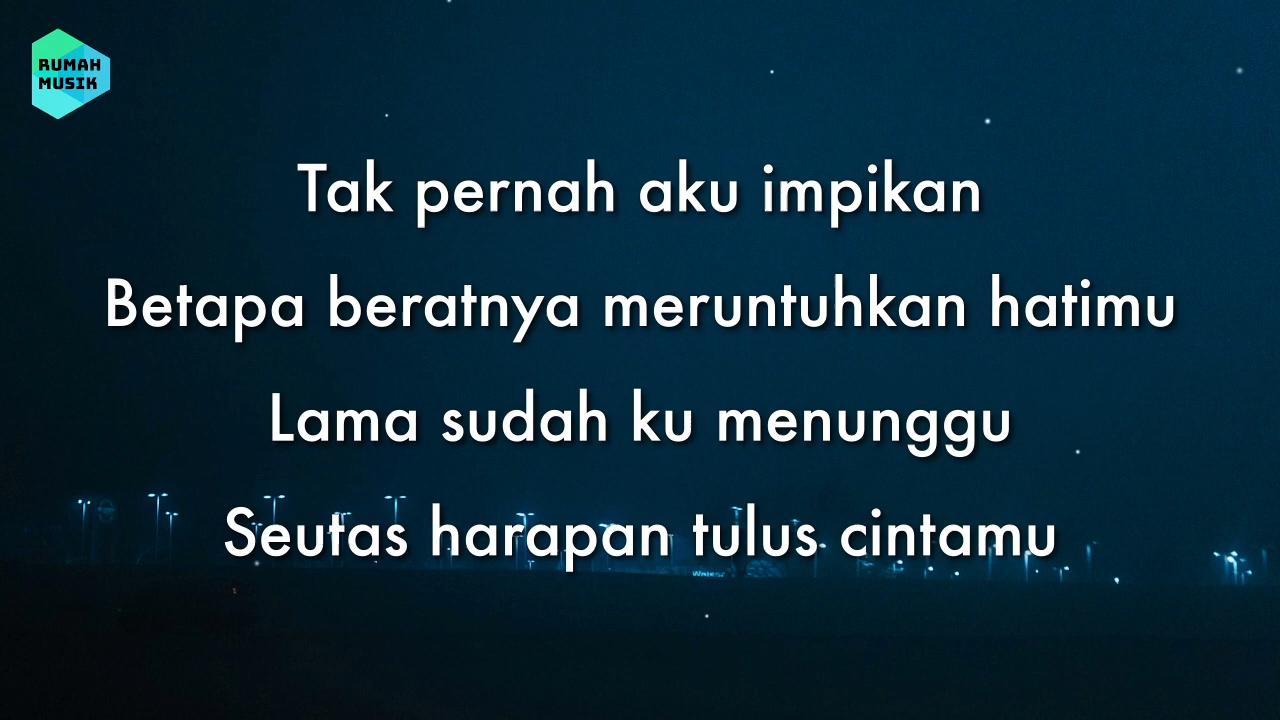 RUMAH
MUSIK
Tak pernah aku impikan
Betapa beratnya meruntuhkan hatimu
Lama sudah ku menunggu
Seutas harapan tulus cintamu